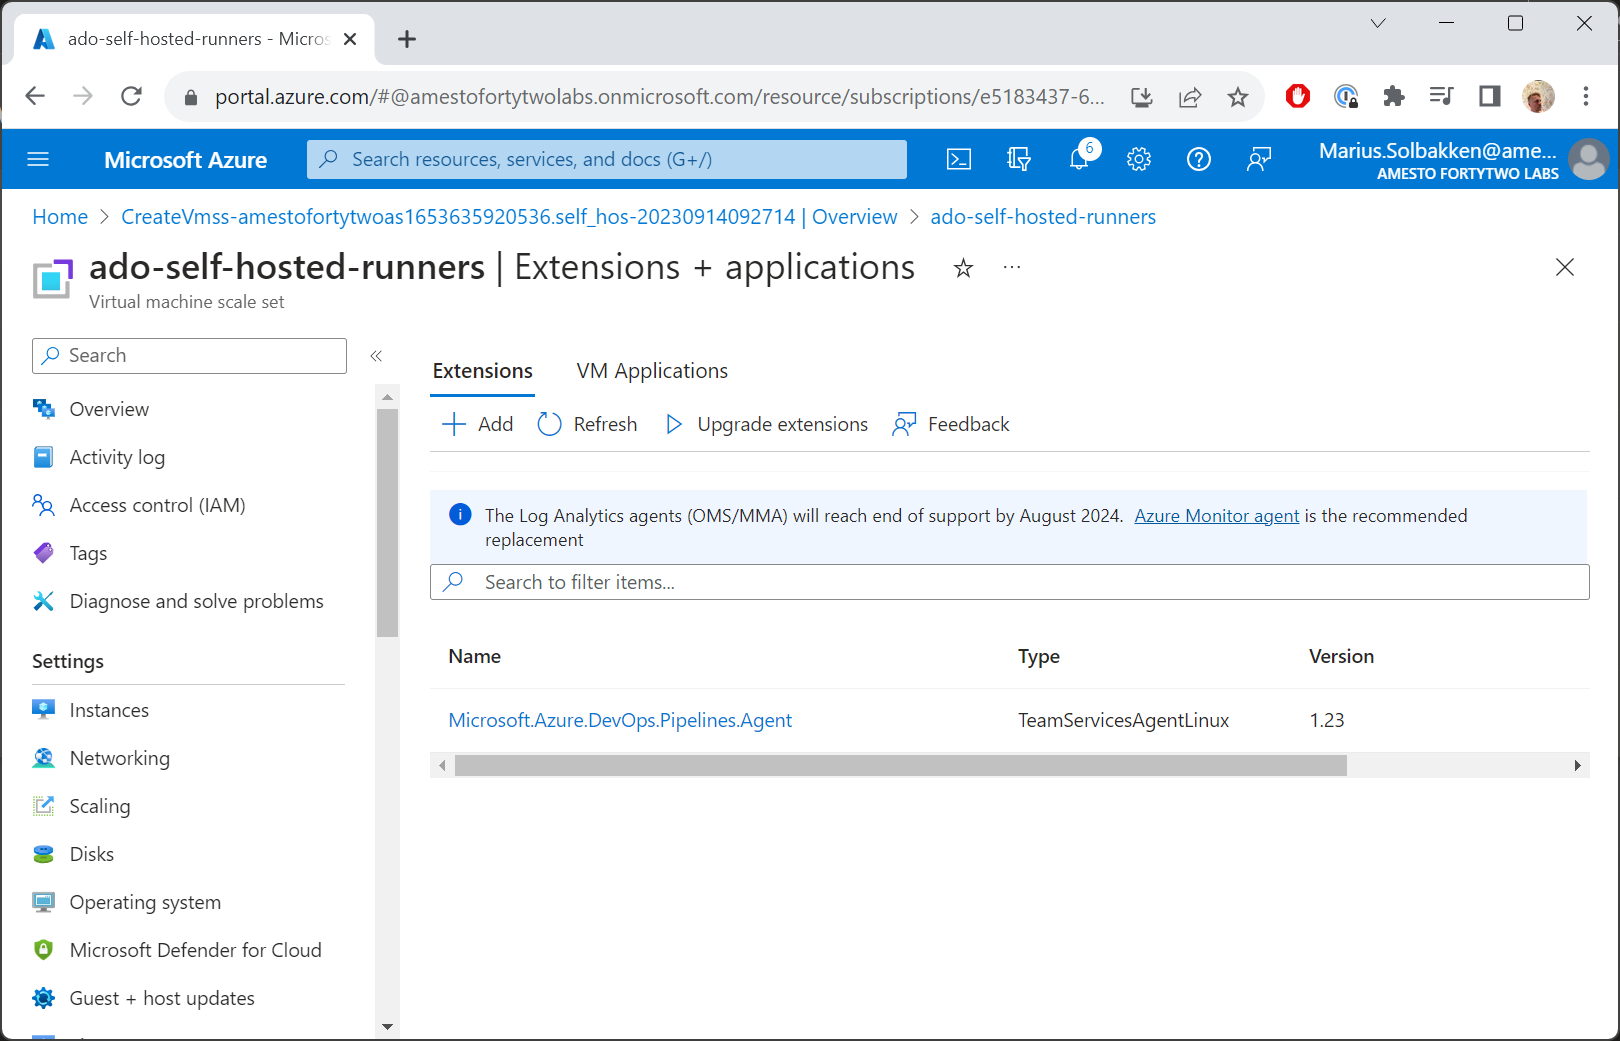 ado-self-hosted-runners - Micros
portal.azure.com/#@amestofortytwolabs.onmicrosoft.com/resource/subscriptions/e5183437-6...
Microsoft Azure
Search resources, services, and docs (G+/)
6
Marius.Solbakken@ame...
AMESTO FORTYTWO LABS
Home > CreateVmss-amestofortytwoas1653635920536.self_hos-20230914092714 | Overview > ado-self-hosted-runners
ado-self-hosted-runners | Extensions + applications
Virtual machine scale set
Search
Overview
Activity log
Access control (IAM)
Tags
Diagnose and solve problems
Settings
Instances
Networking
Scaling
Disks
Operating system
Microsoft Defender for Cloud
Guest + host updates
Extensions VM Applications
Add Refresh Upgrade extensions Feedback
The Log Analytics agents (OMS/MMA) will reach end of support by August 2024. Azure Monitor agent is the recommended
replacement
Search to filter items...
Name Type Version
Microsoft.Azure.DevOps.Pipelines.Agent TeamServicesAgentLinux 1.23